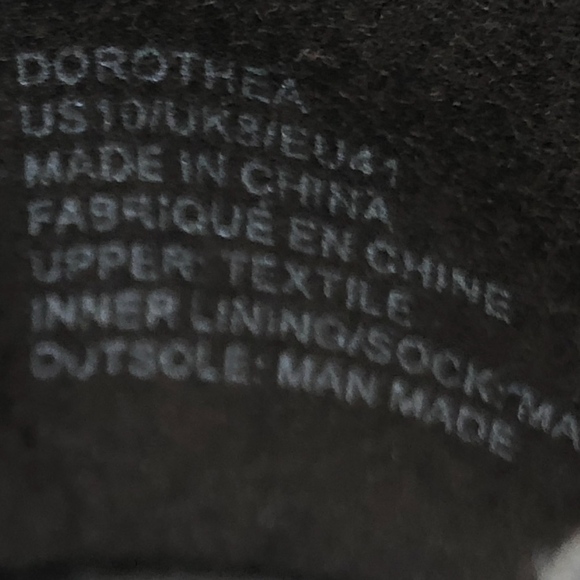 DOROTHEA
US10/UK8/EU41
MADE IN CHINA
FABRIQUÉ EN CHINE
UPPER: TEXTILE
INNER LINING/SOCK: MA
OUTSOLE: MAN MADE